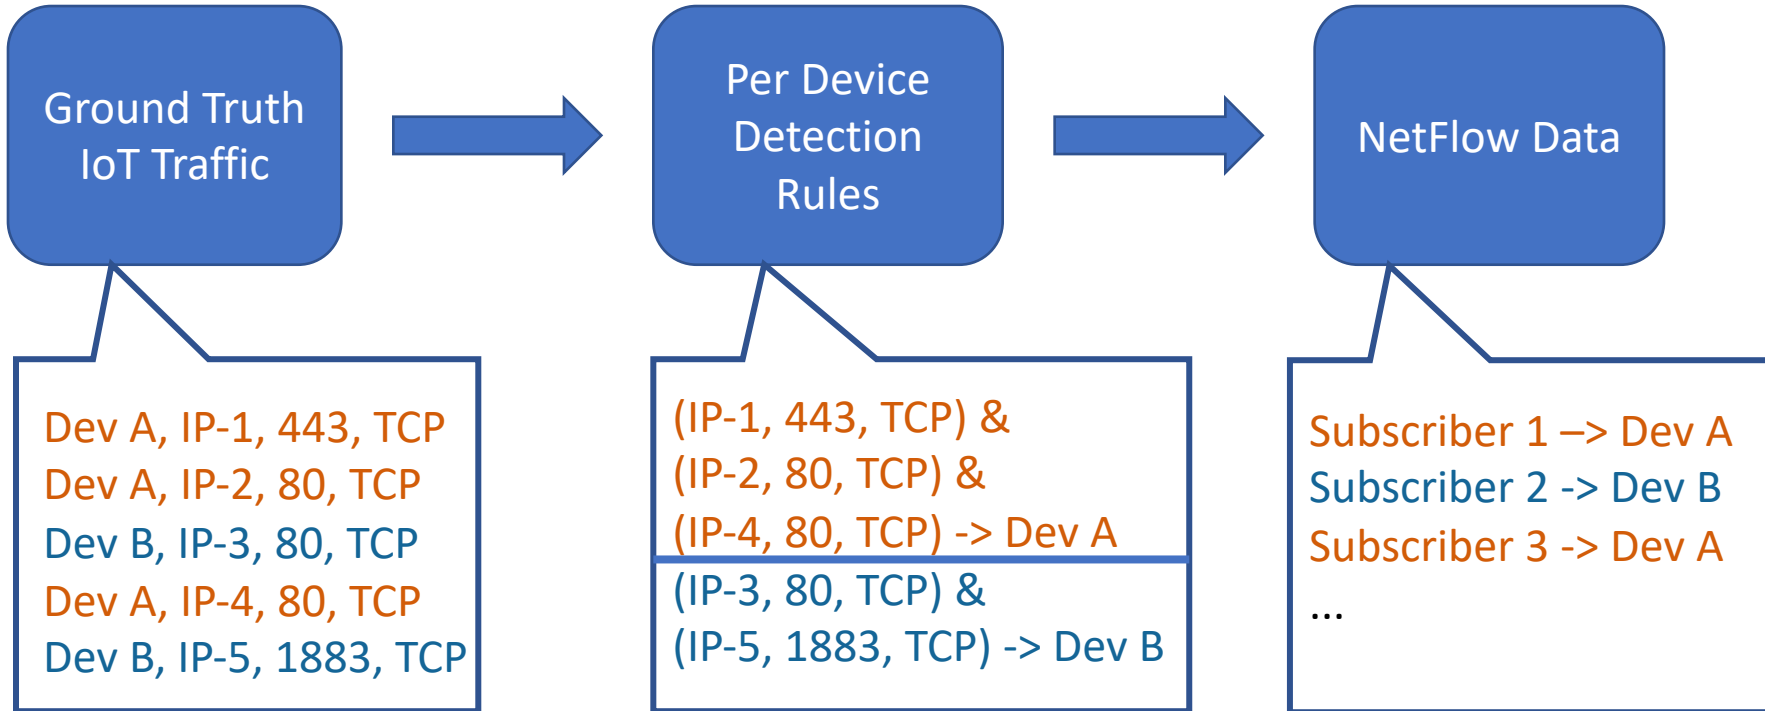 Ground Truth
IoT Traffic
Per Device
Detection
Rules
NetFlow Data
Dev A, IP-1, 443, TCP
Dev A, IP-2, 80, TCP
Dev B, IP-3, 80, TCP
Dev A, IP-4, 80, TCP
Dev B, IP-5, 1883, TCP
(IP-1, 443, TCP) &
(IP-2, 80, TCP) &
(IP-4, 80, TCP) -> Dev A
(IP-3, 80, TCP) &
(IP-5, 1883, TCP) -> Dev B
Subscriber 1 –> Dev A
Subscriber 2 -> Dev B
Subscriber 3 -> Dev A
...